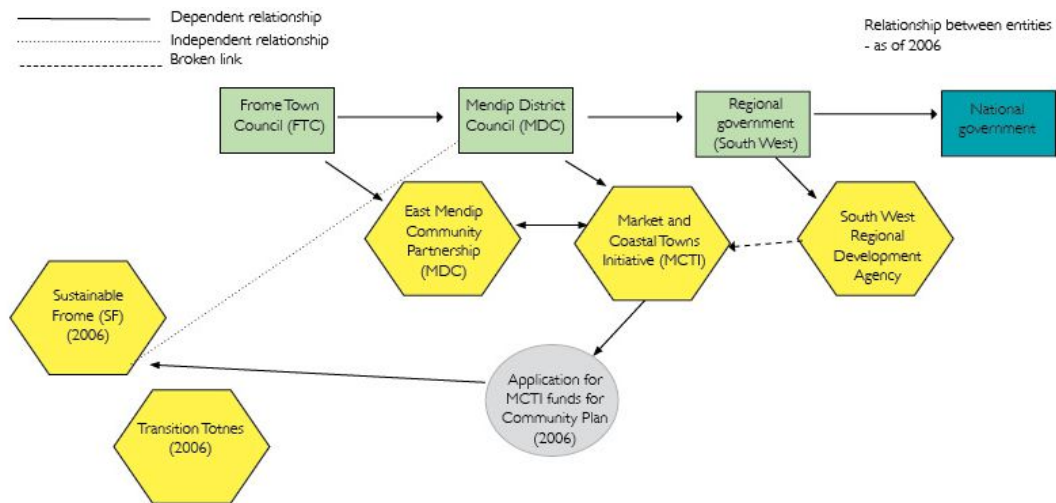 Dependent relationship
Independent relationship
Broken link
Relationship between entities
- as of 2006
Frome Town
Council (FTC)
Mendip District
Council (MDC)
Regional
government
(South West)
National
government
East Mendip
Community
Partnership
(MDC)
Market and
Coastal Towns
Initiative (MCTI)
South West
Regional
Development
Agency
Sustainable
Frome (SF)
(2006)
Application for
MCTI funds for
Community Plan
(2006)
Transition Totnes
(2006)